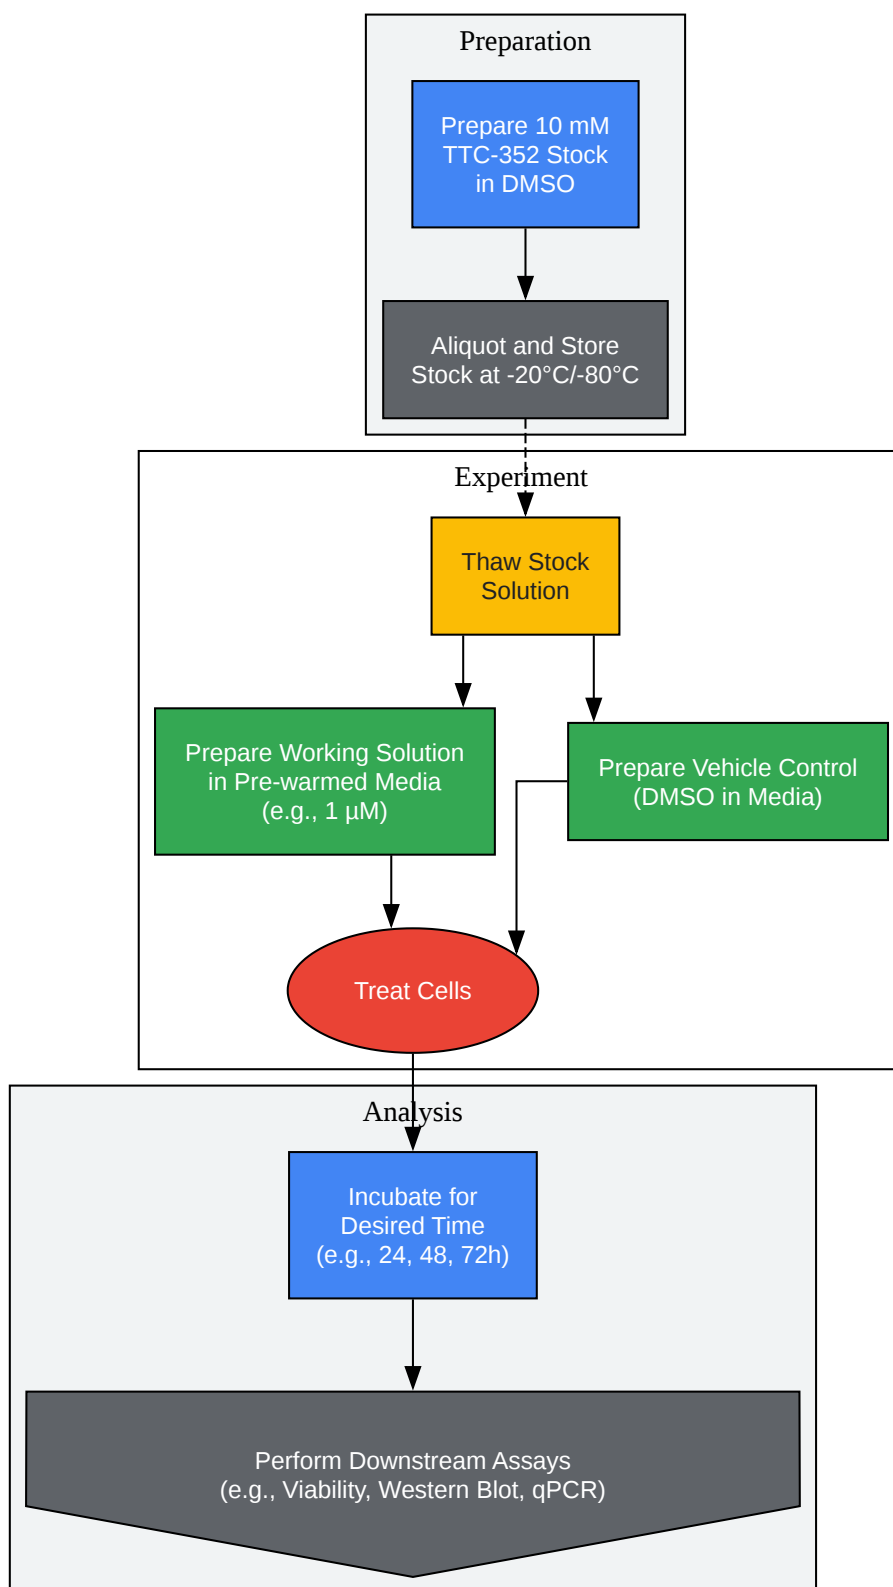 Preparation
Prepare 10 mM
TTC-352 Stock
in DMSO
Aliquot and Store
Stock at -20°C/-80°C
Experiment
Thaw Stock
Solution
Prepare Working Solution
in Pre-warmed Media
(e.g., 1 µM)
Prepare Vehicle Control
(DMSO in Media)
Treat Cells
Analysis
Incubate for
Desired Time
(e.g., 24, 48, 72h)
Perform Downstream Assays
(e.g., Viability, Western Blot, qPCR)